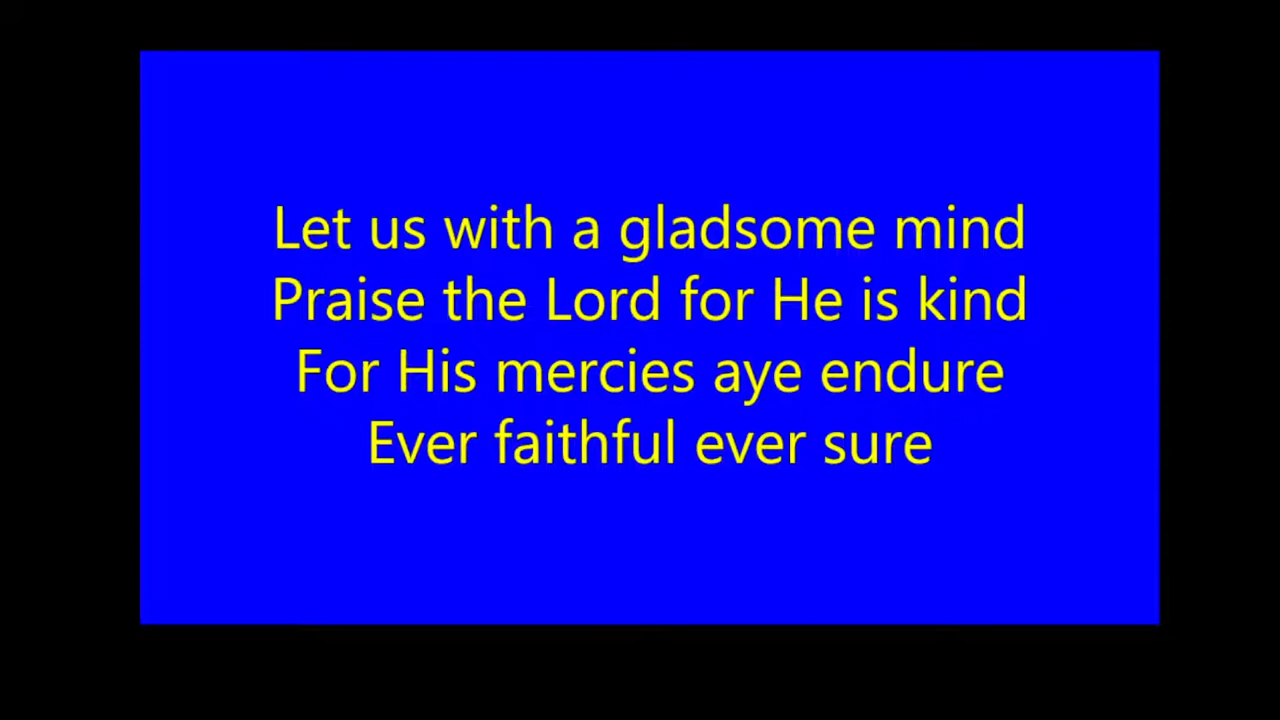 Let us with a gladsome mind
Praise the Lord for He is kind
For His mercies aye endure
Ever faithful ever sure